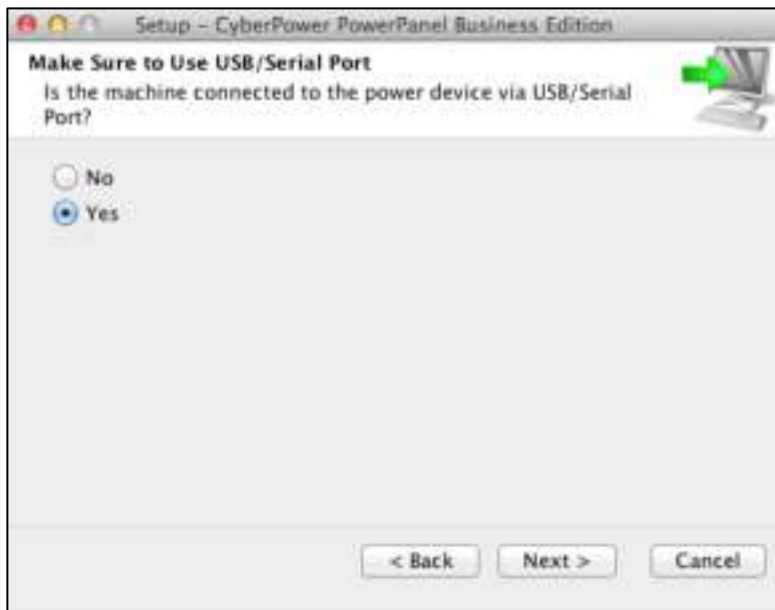 Setup – CyberPower PowerPanel Business Edition
Make Sure to Use USB/Serial Port
Is the machine connected to the power device via USB/Serial
Port?
No
Yes
< Back
Next >
Cancel